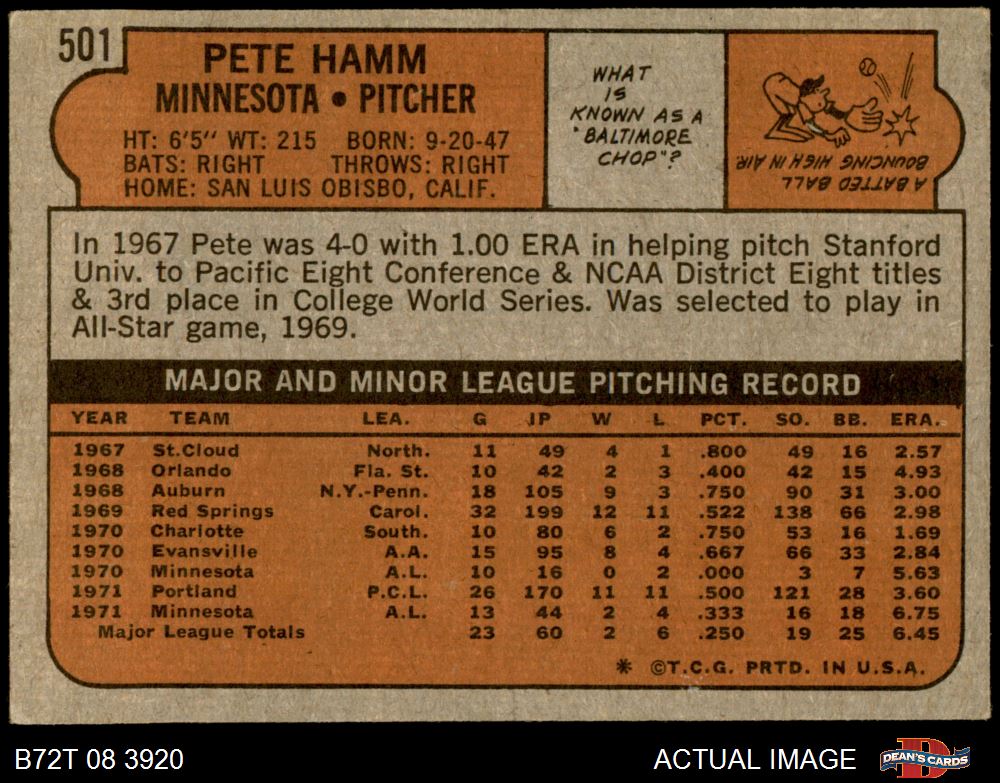 501
PETE HAMM
MINNESOTA • PITCHER
HT: 6'5" WT: 215 BORN: 9-20-47
BATS: RIGHT THROWS: RIGHT
HOME: SAN LUIS OBISBO, CALIF.
WHAT
IS
KNOWN AS A
"BALTIMORE
CHOP"?
A BATTED BALL
BOUNCING HIGH IN AIR
In 1967 Pete was 4-0 with 1.00 ERA in helping pitch Stanford
Univ. to Pacific Eight Conference & NCAA District Eight titles
& 3rd place in College World Series. Was selected to play in
All-Star game, 1969.
MAJOR AND MINOR LEAGUE PITCHING RECORD
YEAR TEAM LEA. G IP W L PCT. SO. BB. ERA.
1967 St.Cloud North. 11 49 4 1 .800 49 16 2.57
1968 Orlando Fla. St. 10 42 2 3 .400 42 15 4.93
1968 Auburn N.Y.-Penn. 18 105 9 3 .750 90 31 3.00
1969 Red Springs Carol. 32 199 12 11 .522 138 66 2.98
1970 Charlotte South. 10 80 6 2 .750 53 16 1.69
1970 Evansville A.A. 15 95 8 4 .667 66 33 2.84
1970 Minnesota A.L. 10 16 0 2 .000 3 7 5.63
1971 Portland P.C.L. 26 170 11 11 .500 121 28 3.60
1971 Minnesota A.L. 13 44 2 4 .333 16 18 6.75
Major League Totals 23 60 2 6 .250 19 25 6.45
* ©T.C.G. PRTD. IN U.S.A.
B72T 08 3920
ACTUAL IMAGE
DEAN'S CARDS